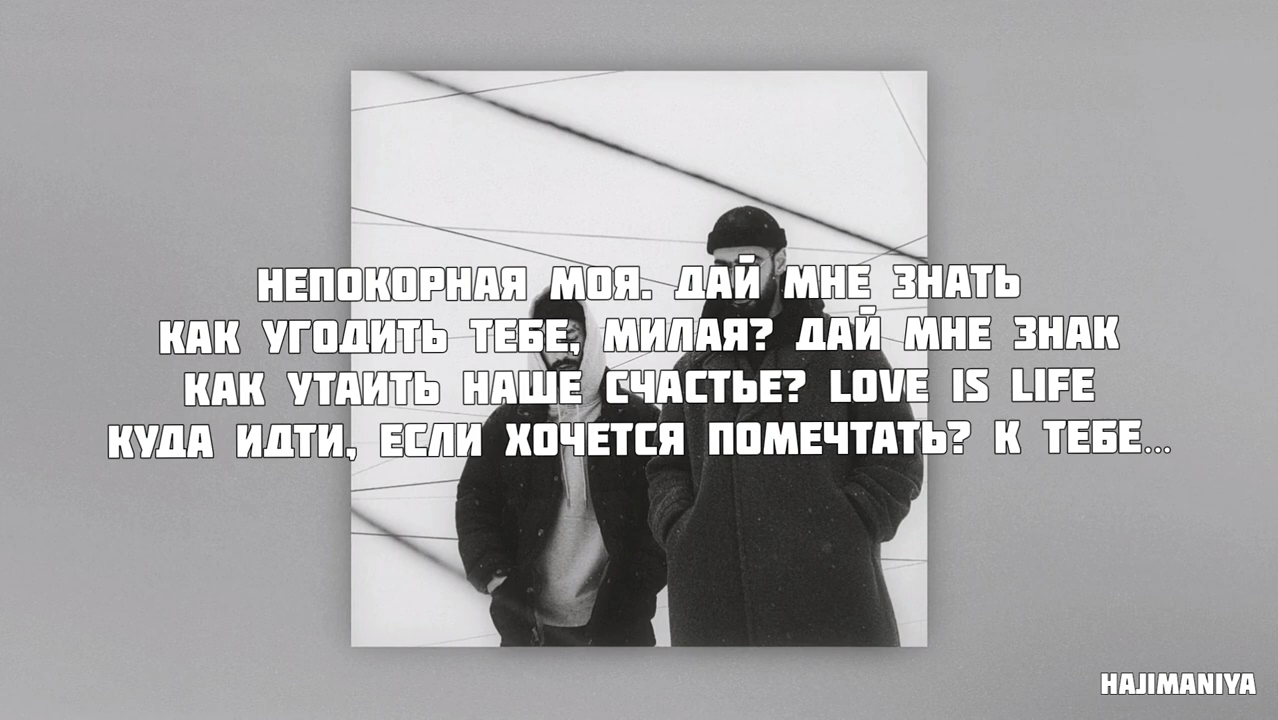 НЕПОКОРНАЯ МОЯ. ДАЙ МНЕ ЗНАТЬ
КАК УГОДИТЬ ТЕБЕ, МИЛАЯ? ДАЙ МНЕ ЗНАК
КАК УТАИТЬ НАШЕ СЧАСТЬЕ? LOVE IS LIFE
КУДА ИДТИ, ЕСЛИ ХОЧЕТСЯ ПОМЕЧТАТЬ? К ТЕБЕ...
HAJIMANIYA